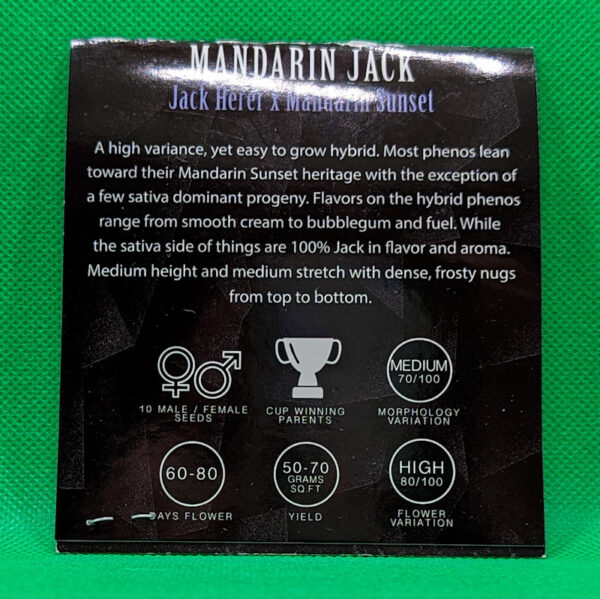 MANDARIN JACK
Jack Herer x Mandarin Sunset
A high variance, yet easy to grow hybrid. Most phenos lean
toward their Mandarin Sunset heritage with the exception of
a few sativa dominant progeny. Flavors on the hybrid phenos
range from smooth cream to bubblegum and fuel. While
the sativa side of things are 100% Jack in flavor and aroma.
Medium height and medium stretch with dense, frosty nugs
from top to bottom.
10 MALE / FEMALE
SEEDS
CUP WINNING
PARENTS
MEDIUM
70/100
MORPHOLOGY
VARIATION
60-80
DAYS FLOWER
50-70
GRAMS
SQ.FT
YIELD
HIGH
80/100
FLOWER
VARIATION